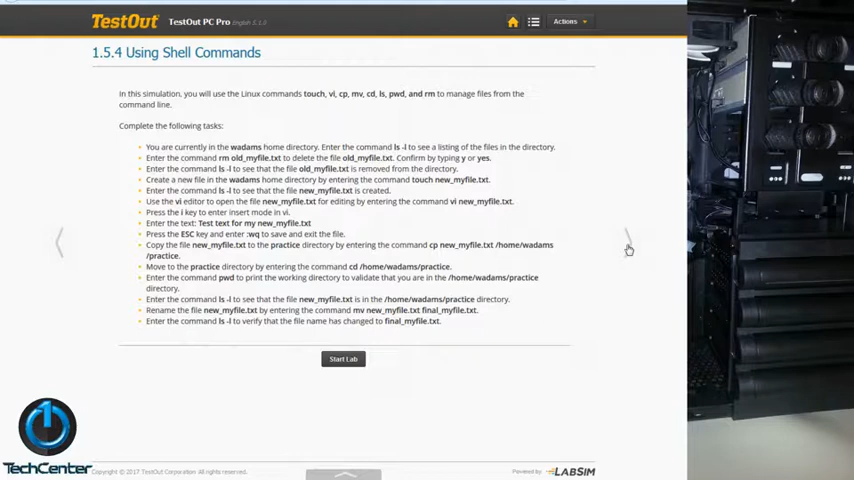 TestOut TestOut PC Pro English 5.1.0 Actions
1.5.4 Using Shell Commands
In this simulation, you will use the Linux commands touch, vi, cp, mv, cd, ls, pwd, and rm to manage files from the
command line.
Complete the following tasks:
You are currently in the wadams home directory. Enter the command ls -l to see a listing of the files in the directory.
Enter the command rm old_myfile.txt to delete the file old_myfile.txt. Confirm by typing y or yes.
Enter the command ls -l to see that the file old_myfile.txt is removed from the directory.
Create a new file in the wadams home directory by entering the command touch new_myfile.txt.
Enter the command ls -l to see that the file new_myfile.txt is created.
Use the vi editor to open the file new_myfile.txt for editing by entering the command vi new_myfile.txt.
Press the i key to enter insert mode in vi.
Enter the text: Test text for my new_myfile.txt
Press the ESC key and enter :wq to save and exit the file.
Copy the file new_myfile.txt to the practice directory by entering the command cp new_myfile.txt /home/wadams
/practice.
Move to the practice directory by entering the command cd /home/wadams/practice.
Enter the command pwd to print the working directory to validate that you are in the /home/wadams/practice
directory.
Enter the command ls -l to see that the file new_myfile.txt is in the /home/wadams/practice directory.
Rename the file new_myfile.txt by entering the command mv new_myfile.txt final_myfile.txt.
Enter the command ls -l to verify that the file name has changed to final_myfile.txt.
Start Lab
TechCenter
Copyright © 2017 TestOut Corporation All rights reserved. Powered by LABSIM